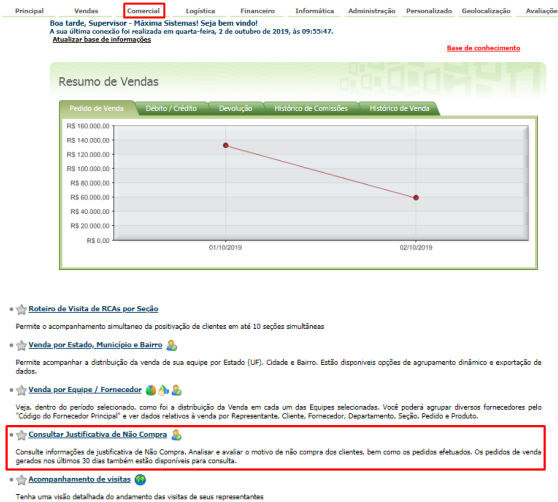 Principal Vendas Comercial Logística Financeiro Informática Administração Personalizado Geolocalização Avaliaçõe
Boa tarde, Supervisor - Máxima Sistemas! Seja bem vindo!
A sua última conexão foi realizada em quarta-feira, 2 de outubro de 2019, às 09:55:47.
Atualizar base de informações
Base de conhecimento
Resumo de Vendas
Pedido de Venda Débito / Crédito Devolução Histórico de Comissões Histórico de Venda
R$ 160.000,00
R$ 140.000,00
R$ 120.000,00
R$ 100.000,00
R$ 80.000,00
R$ 60.000,00
R$ 40.000,00
R$ 20.000,00
R$ 0,00
01/10/2019 02/10/2019
Roteiro de Visita de RCAs por Seção
Permite o acompanhamento simultaneo da positivação de clientes em até 10 seções simultâneas
Venda por Estado, Município e Bairro
Permite acompanhar a distribuição da venda de sua equipe por Estado (UF), Cidade e Bairro. Estão disponiveis opções de agrupamento dinâmico e exportação de
dados.
Venda por Equipe / Fornecedor
Veja, dentro do período selecionado, como foi a distribuição da Venda em cada um das Equipes selecionadas. Você poderá agrupar diversos fornecedores pelo
"Código do Fornecedor Principal" e ver dados relativos à venda por Representante, Cliente, Fornecedor, Departamento, Seção, Pedido e Produto.
Consultar Justificativa de Não Compra
Consulte informações de justificativa de Não Compra. Analisar e avaliar o motivo de não compra dos clientes, bem como os pedidos efetuados. Os pedidos de venda
gerados nos últimos 30 dias também estão disponíveis para consulta.
Acompanhamento de visitas
Tenha uma visão detalhada do andamento das visitas de seus representantes